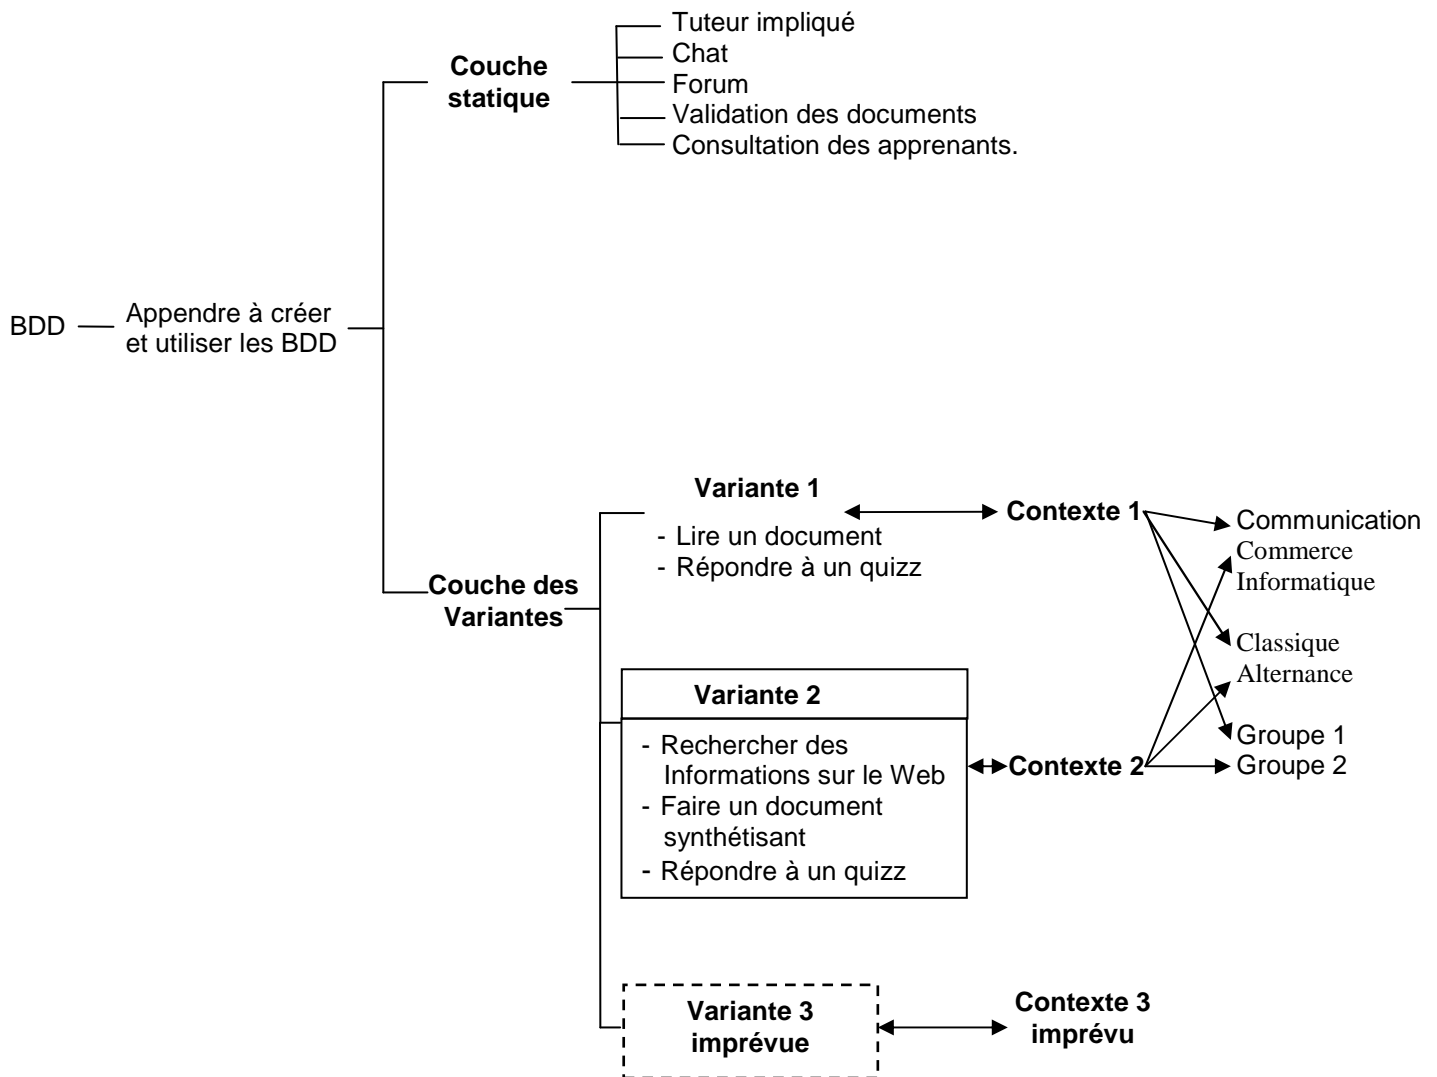 Tuteur impliqué
Chat
Forum
Validation des documents
Consultation des apprenants.
Couche
statique
BDD
Appendre à créer
et utiliser les BDD
Couche des
Variantes
Variante 1
- Lire un document
- Répondre à un quizz
Contexte 1
Communication
Commerce
Informatique
Classique
Alternance
Groupe 1
Groupe 2
Variante 2
- Rechercher des
Informations sur le Web
- Faire un document
synthétisant
- Répondre à un quizz
Contexte 2
Variante 3
imprévue
Contexte 3
imprévu